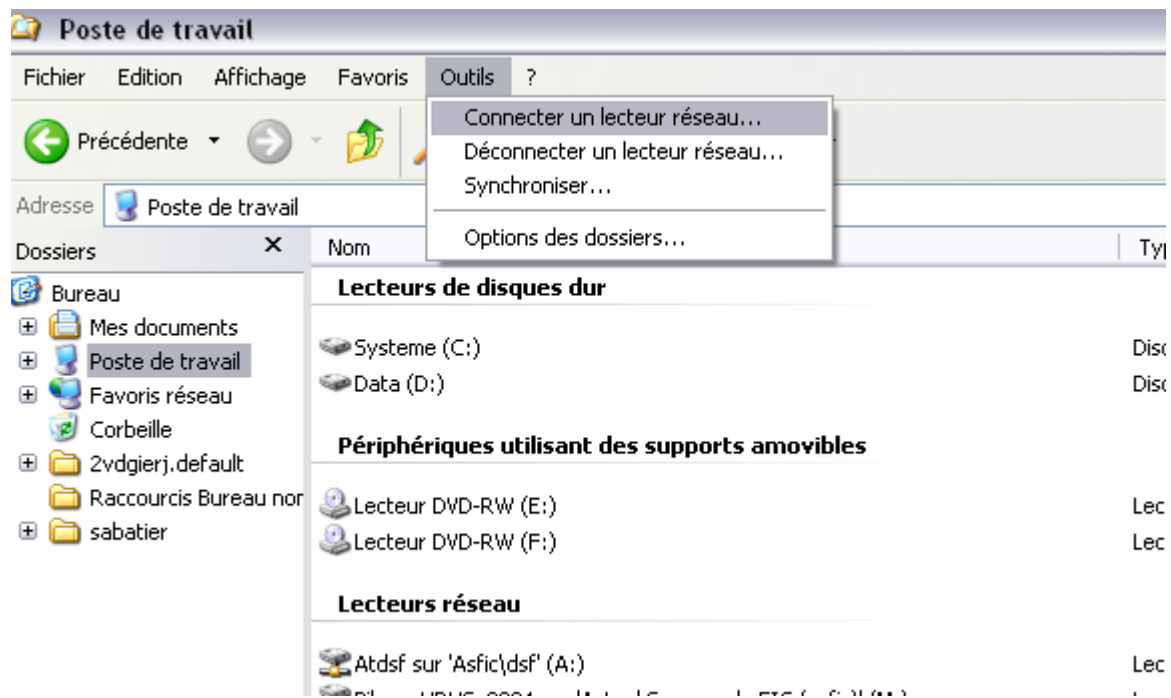 Poste de travail
Fichier Edition Affichage Favoris Outils ?
Connecter un lecteur réseau...
Déconnecter un lecteur réseau...
Synchroniser...
Options des dossiers...
Précédente
Adresse Poste de travail
Dossiers
Bureau
Mes documents
Poste de travail
Favoris réseau
Corbeille
2vdgierj.default
Raccourcis Bureau nor
sabatier
Nom Typ
Lecteurs de disques dur
Systeme (C:) Disq
Data (D:) Disq
Périphériques utilisant des supports amovibles
Lecteur DVD-RW (E:) Lec
Lecteur DVD-RW (F:) Lec
Lecteurs réseau
Atdsf sur 'Asfic\dsf' (A:) Lec